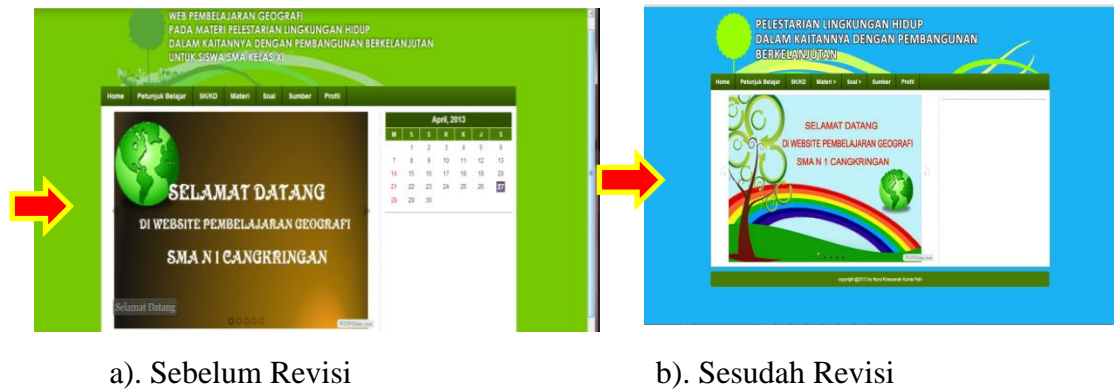 WEB PEMBELAJARAN GEOGRAFI
PADA MATERI PELESTARIAN LINGKUNGAN HIDUP
DALAM KAITANNYA DENGAN PEMBANGUNAN BERKELANJUTAN
UNTUK SISWA SMA KELAS XI
Home Petunjuk Belajar SK/KD Materi Soal Sumber Profil
SELAMAT DATANG
DI WEBSITE PEMBELAJARAN GEOGRAFI
SMA N 1 CANGKRINGAN
Selamat Datang
April, 2013
M S S R K J S
1 2 3 4 5 6
7 8 9 10 11 12 13
14 15 16 17 18 19 20
21 22 23 24 25 26 27
28 29 30
PELESTARIAN LINGKUNGAN HIDUP
DALAM KAITANNYA DENGAN PEMBANGUNAN
BERKELANJUTAN
Home Petunjuk Belajar SK/KD Materi > Soal > Sumber Profil
SELAMAT DATANG
DI WEBSITE PEMBELAJARAN GEOGRAFI
SMA N 1 CANGKRINGAN
a). Sebelum Revisi
b). Sesudah Revisi